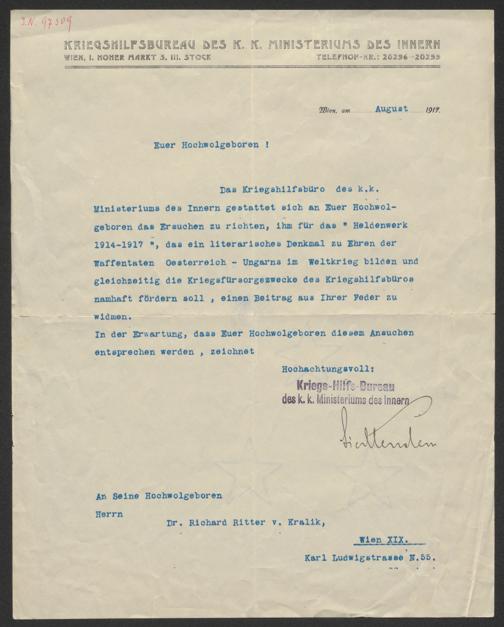 I.N. 97309
KRIEGSHILFSBUREAU DES K. K. MINISTERIUMS DES INNERN
WIEN, I. HOHER MARKT 5, III. STOCK
TELEPHON-NR.: 20296-20299
Wien, am August 1917.
Euer Hochwolgeboren !
Das Kriegshilfsbüro des k.k.
Ministeriums des Innern gestattet sich an Euer Hochwol-
geboren das Ersuchen zu richten, ihm für das " Heldenwerk
1914-1917 ", das ein literarisches Denkmal zu Ehren der
Waffentaten Oesterreich - Ungarns im Weltkrieg bilden und
gleichzeitig die Kriegsfürsorgezwecke des Kriegshilfsbüros
namhaft fördern soll , einen Beitrag aus Ihrer Feder zu
widmen.
In der Erwartung, dass Euer Hochwolgeboren diesem Ansuchen
entsprechen werden , zeichnet
Hochachtungsvoll:
Kriegs-Hilfs-Bureau
des k. k. Ministeriums des Innern
An Seine Hochwolgeboren
Herrn
Dr. Richard Ritter v. Kralik,
Wien XIX.
Karl Ludwigstrasse N.55.